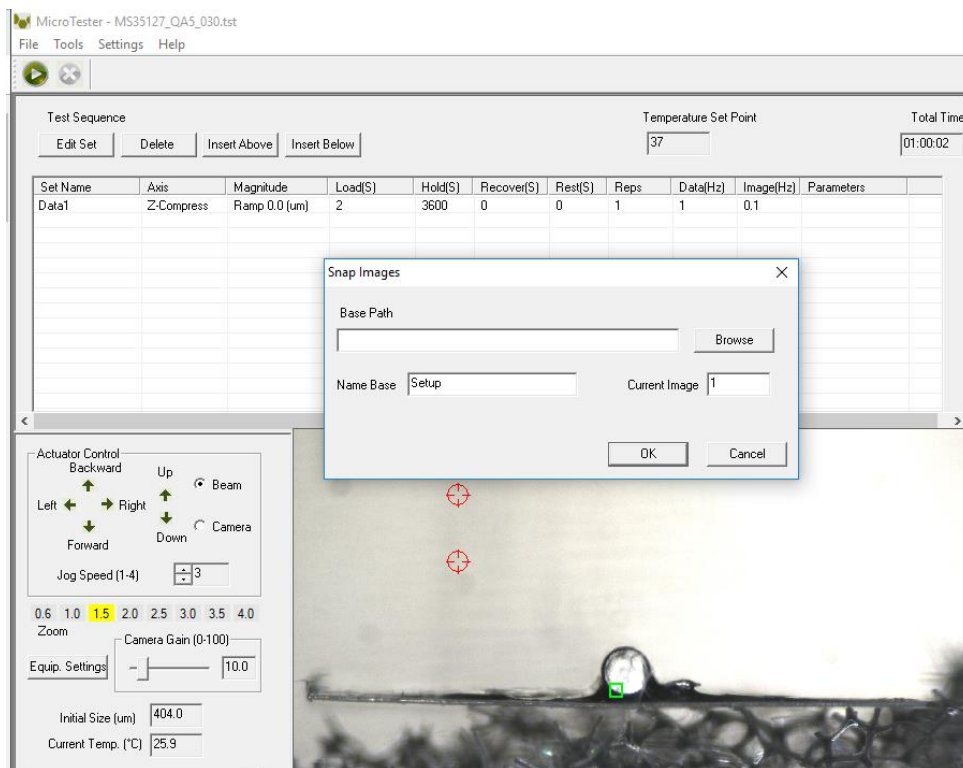 MicroTester - MS35127_QA5_030.tst
File Tools Settings Help
Test Sequence
Temperature Set Point
Total Time
Edit Set Delete Insert Above Insert Below
37
01:00:02
Set Name Axis Magnitude Load(S) Hold(S) Recover(S) Rest(S) Reps Data(Hz) Image(Hz) Parameters
Data1 Z-Compress Ramp 0.0 (um) 2 3600 0 0 1 1 0.1
Snap Images
Base Path
Browse
Name Base Setup Current Image 1
OK Cancel
Actuator Control
Backward
Up
Beam
Left Right
Camera
Down
Forward
Jog Speed (1-4) 3
0.6 1.0 1.5 2.0 2.5 3.0 3.5 4.0
Zoom
Camera Gain (0-100)
Equip. Settings
10.0
Initial Size (um) 404.0
Current Temp. (°C) 25.9